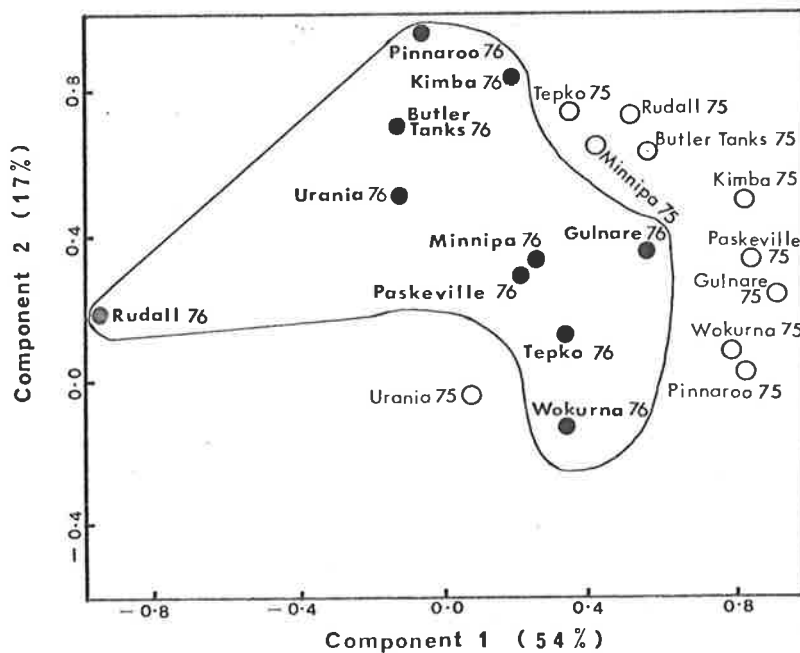 Pinnaroo 76
Kimba 76
Tepko 75
Rudall 75
Butler
Tanks 76
Butler Tanks 75
Minnipa 75
Kimba 75
Urania 76
Minnipa 76
Gulnare
76
Paskeville
75
Paskeville 76
Gulnare
75
Rudall 76
Tepko 76
Wokurna 75
Urania 75
Wokurna 76
Pinnaroo 75
0·8
0·4
0·0
−0·4
Component 2 (17%)
−0·8
−0·4
0·0
0·4
0·8
Component 1 (54%)